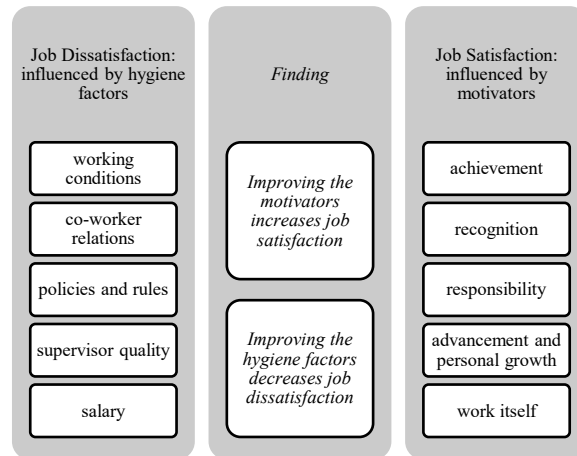 Job Dissatisfaction:
influenced by hygiene
factors
working
conditions
co-worker
relations
policies and rules
supervisor quality
salary
Finding
Improving the
motivators
increases job
satisfaction
Improving the
hygiene factors
decreases job
dissatisfaction
Job Satisfaction:
influenced by
motivators
achievement
recognition
responsibility
advancement and
personal growth
work itself